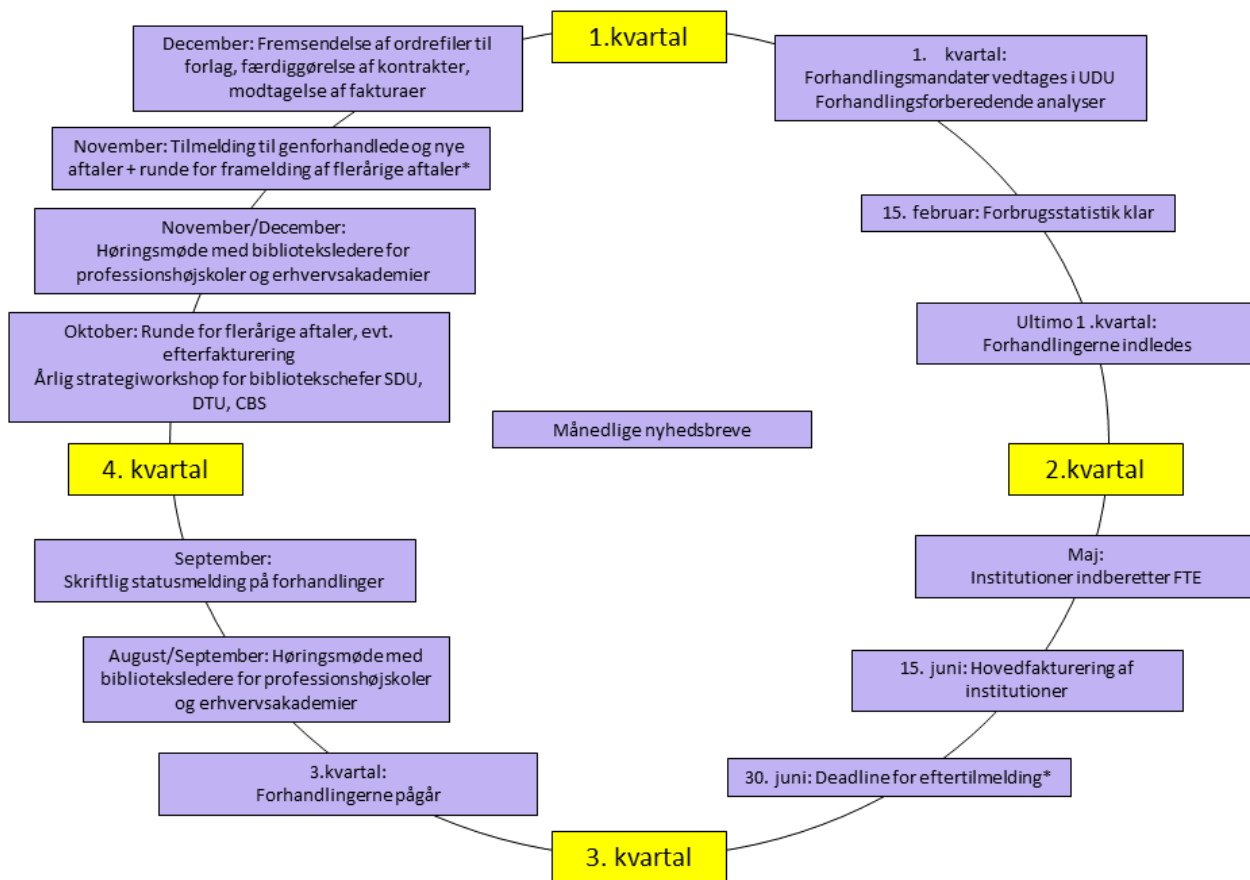 1.kvartal
1. kvartal:
Forhandlingsmandater vedtages i UDU
Forhandlingsforberedende analyser
15. februar: Forbrugsstatistik klar
Ultimo 1 .kvartal:
Forhandlingerne indledes
2.kvartal
Maj:
Institutioner indberetter FTE
15. juni: Hovedfakturering af
institutioner
30. juni: Deadline for eftertilmelding*
3. kvartal
3.kvartal:
Forhandlingerne pågår
August/September: Høringsmøde med
biblioteksledere for professionshøjskoler
og erhvervsakademier
September:
Skriftlig statusmelding på forhandlinger
4. kvartal
Oktober: Runde for flerårige aftaler, evt.
efterfakturering
Årlig strategiworkshop for bibliotekschefer SDU,
DTU, CBS
November/December:
Høringsmøde med biblioteksledere for
professionshøjskoler og erhvervsakademier
November: Tilmelding til genforhandlede og nye
aftaler + runde for framelding af flerårige aftaler*
December: Fremsendelse af ordrefiler til
forlag, færdiggørelse af kontrakter,
modtagelse af fakturaer
Månedlige nyhedsbreve